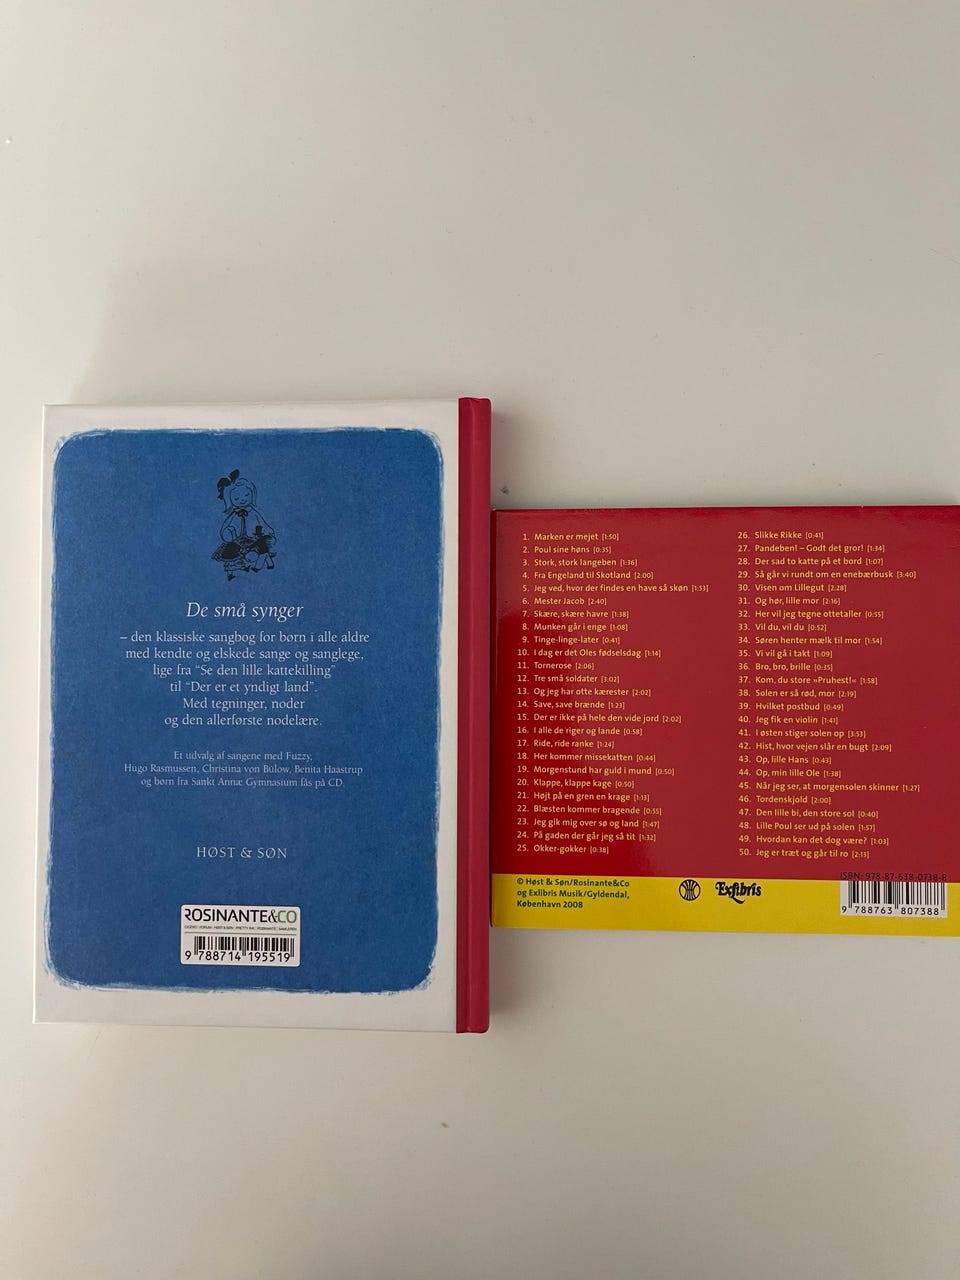 De små synger
– den klassiske sangbog for børn i alle aldre
med kendte og elskede sange og sanglege,
lige fra "Se den lille kattekilling"
til "Der er et yndigt land".
Med tegninger, noder
og den allerførste nodelære.
Et udvalg af sangene med Fuzzy,
Hugo Rasmussen, Christina von Bülow, Benita Haastrup
og børn fra Sankt Annæ Gymnasium fås på CD.
HØST & SØN
ROSINANTE&CO
9 788714 195519
1. Marken er mejet [1:50]
2. Poul sine høns [0:35]
3. Stork, stork langeben [1:36]
4. Fra Engeland til Skotland [2:00]
5. Jeg ved, hvor der findes en have så skøn [1:53]
6. Mester Jacob [2:40]
7. Skære, skære havre [1:38]
8. Munken går i enge [1:08]
9. Tinge-linge-later [0:41]
10. I dag er det Oles fødselsdag [1:14]
11. Tornerose [2:06]
12. Tre små soldater [3:02]
13. Og jeg har otte kærester [2:02]
14. Save, save brænde [1:23]
15. Der er ikke på hele den vide jord [2:02]
16. I alle de riger og lande [0:58]
17. Ride, ride ranke [1:24]
18. Her kommer missekatten [0:44]
19. Morgenstund har guld i mund [0:50]
20. Klappe, klappe kage [0:50]
21. Højt på en gren en krage [1:13]
22. Blæsten kommer bragende [0:55]
23. Jeg gik mig over sø og land [1:47]
24. På gaden der går jeg så tit [1:32]
25. Okker-gokker [0:38]
26. Slikke Rikke [0:41]
27. Pandeben! – Godt det gror! [1:34]
28. Der sad to katte på et bord [1:07]
29. Så går vi rundt om en enebærbusk [3:40]
30. Visen om Lillegut [2:28]
31. Og hør, lille mor [2:16]
32. Her vil jeg tegne ottetaller [0:55]
33. Vil du, vil du [0:52]
34. Søren henter mælk til mor [1:54]
35. Vi vil gå i takt [1:09]
36. Bro, bro, brille [0:35]
37. Kom, du store »Pruhest!« [1:58]
38. Solen er så rød, mor [2:19]
39. Hvilket postbud [0:49]
40. Jeg fik en violin [1:41]
41. I østen stiger solen op [3:53]
42. Hist, hvor vejen slår en bugt [2:09]
43. Op, lille Hans [0:43]
44. Op, min lille Ole [1:38]
45. Når jeg ser, at morgensolen skinner [1:27]
46. Tordenskjold [2:00]
47. Den lille bi, den store sol [0:40]
48. Lille Poul ser ud på solen [1:57]
49. Hvordan kan det dog være? [1:03]
50. Jeg er træt og går til ro [2:13]
© Høst & Søn/Rosinante&Co
og Exlibris Musik/Gyldendal,
København 2008
Exlibris
ISBN 978-87-638-0738-8
9 788763 807388